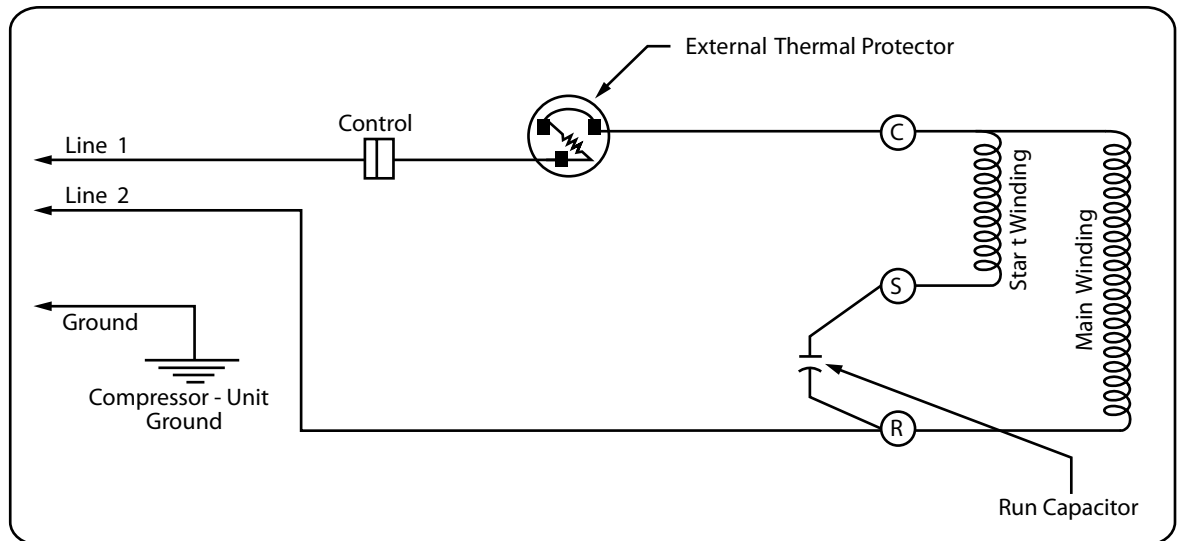 External Thermal Protector
Control
Line 1
Line 2
C
Star t Winding
Main Winding
S
Ground
Compressor - Unit
Ground
R
Run Capacitor